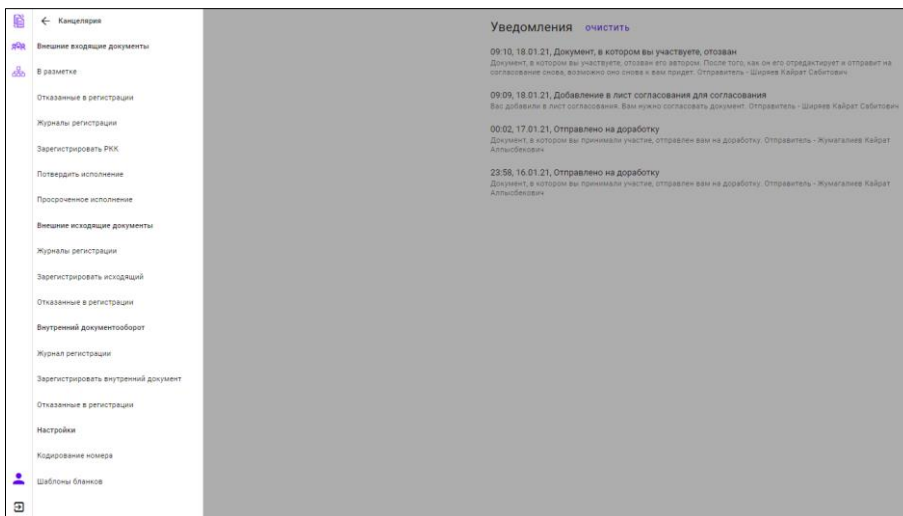 Канцелярия
Внешние входящие документы
В разметке
Отказанные в регистрации
Журналы регистрации
Зарегистрировать РКК
Потвердить исполнение
Просроченное исполнение
Внешние исходящие документы
Журналы регистрации
Зарегистрировать исходящий
Отказанные в регистрации
Внутренний документооборот
Журнал регистрации
Зарегистрировать внутренний документ
Отказанные в регистрации
Настройки
Кодирование номера
Шаблоны бланков
Уведомления ОЧИСТИТЬ
09:10, 18.01.21, Документ, в котором вы участвуете, отозван
Документ, в котором вы участвуете, отозван его автором. После того, как он его отредактирует и отправит на
согласование снова, возможно оно снова к вам придет. Отправитель - Ширяев Кайрат Сабитович
09:09, 18.01.21, Добавление в лист согласования для согласования
Вас добавили в лист согласования. Вам нужно согласовать документ. Отправитель - Ширяев Кайрат Сабитович
00:02, 17.01.21, Отправлено на доработку
Документ, в котором вы принимали участие, отправлен вам на доработку. Отправитель - Жумагалиев Кайрат
Алпысбекович
23:58, 16.01.21, Отправлено на доработку
Документ, в котором вы принимали участие, отправлен вам на доработку. Отправитель - Жумагалиев Кайрат
Алпысбекович